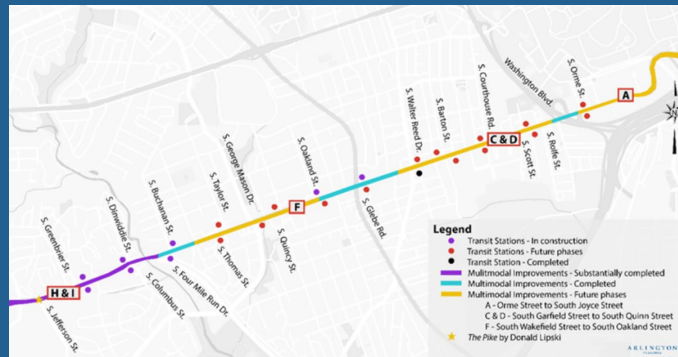 Washington Blvd.
S. Orme St.
A
S. Courthouse Rd.
S. Barton St.
S. Walter Reed Dr.
C & D
S. Scott St.
S. Rolfe St.
S. Oakland St.
S. George Mason Dr.
S. Taylor St.
F
S. Glebe Rd.
S. Quincy St.
S. Thomas St.
S. Buchanan St.
S. Dinwiddie St.
S. Greenbrier St.
S. Four Mile Run Dr.
S. Columbus St.
H & I
S. Jefferson St.
Legend
Transit Stations - In construction
Transit Stations - Future phases
Transit Station - Completed
Mulitmodal Improvements - Substantially completed
Multimodal Improvements - Completed
Multimodal Improvements - Future phases
A - Orme Street to South Joyce Street
C & D - South Garfield Street to South Quinn Street
F - South Wakefield Street to South Oakland Street
The Pike by Donald Lipski
ARLINGTON